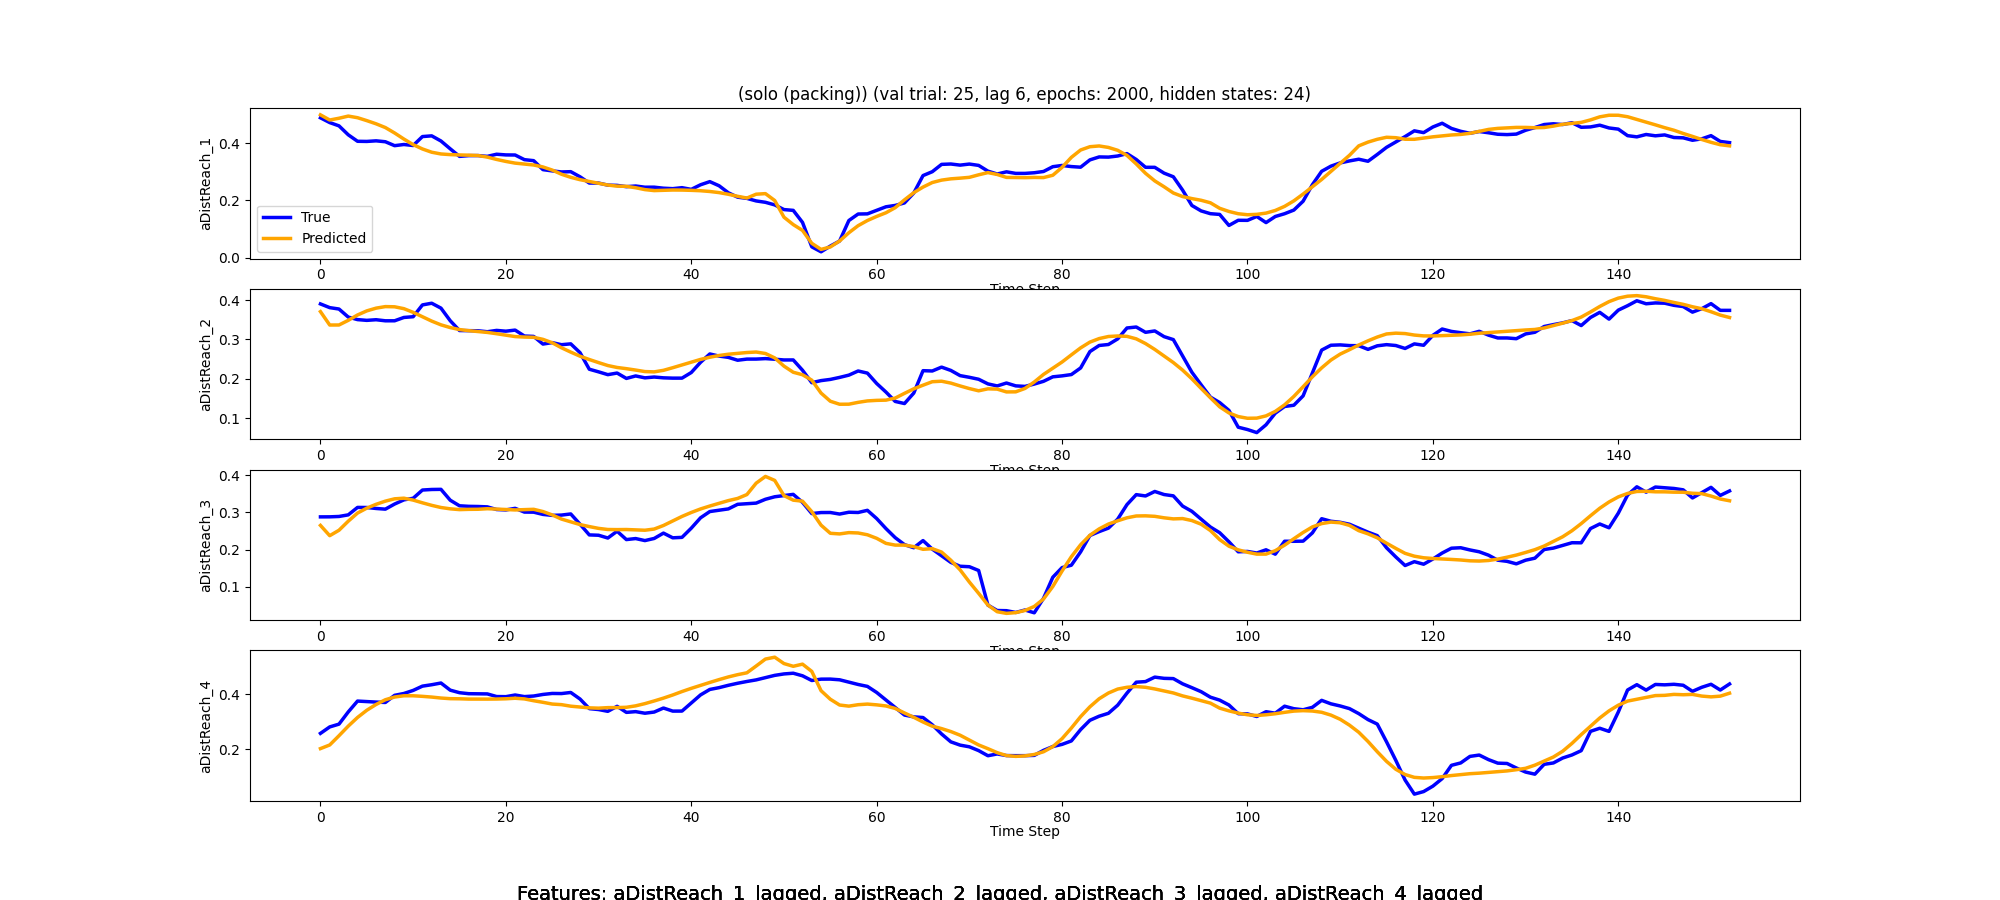 (solo (packing)) (val trial: 25, lag 6, epochs: 2000, hidden states: 24)
aDistReach_1
0.4
0.2
0.0
True
Predicted
0 20 40 60 80 100 120 140
Time Step
aDistReach_2
0.4
0.3
0.2
0.1
0 20 40 60 80 100 120 140
Time Step
aDistReach_3
0.4
0.3
0.2
0.1
0 20 40 60 80 100 120 140
Time Step
aDistReach_4
0.4
0.2
0 20 40 60 80 100 120 140
Time Step
Features: aDistReach_1_lagged, aDistReach_2_lagged, aDistReach_3_lagged, aDistReach_4_lagged